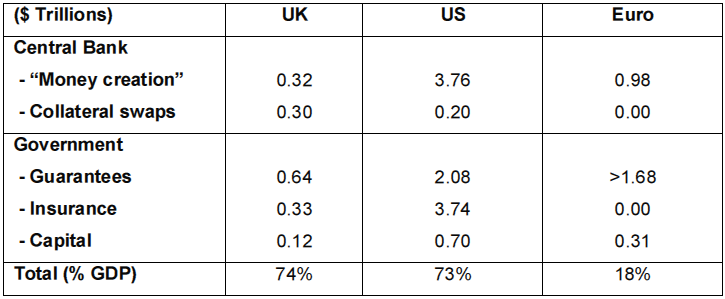 ($ Trillions) UK US Euro
Central Bank
- “Money creation” 0.32 3.76 0.98
- Collateral swaps 0.30 0.20 0.00
Government
- Guarantees 0.64 2.08 >1.68
- Insurance 0.33 3.74 0.00
- Capital 0.12 0.70 0.31
Total (% GDP) 74% 73% 18%